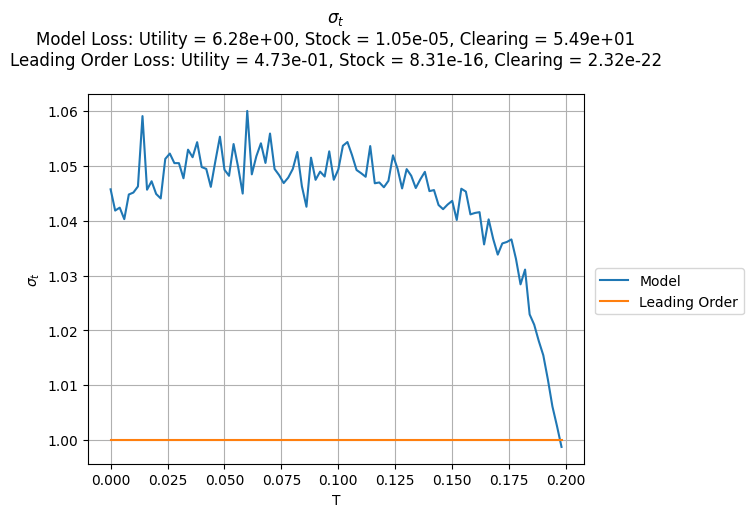 σ_t
Model Loss: Utility = 6.28e+00, Stock = 1.05e-05, Clearing = 5.49e+01
Leading Order Loss: Utility = 4.73e-01, Stock = 8.31e-16, Clearing = 2.32e-22
1.06
1.05
1.04
1.03
1.02
1.01
1.00
σ_t
0.000 0.025 0.050 0.075 0.100 0.125 0.150 0.175 0.200
T
Model
Leading Order